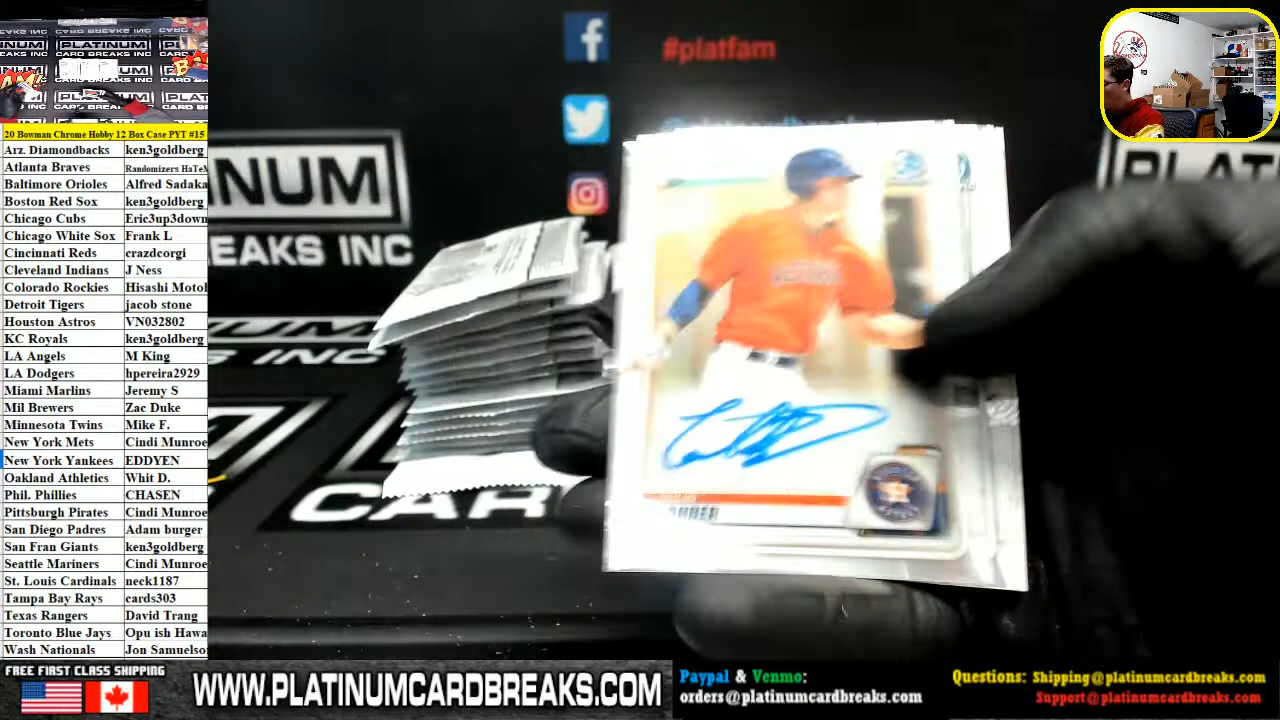 #platfam
PLATINUM
CARD BREAKS INC
20 Bowman Chrome Hobby 12 Box Case PYT #15
Arz. Diamondbacks ken3goldberg
Atlanta Braves Randomizers HaTeM
Baltimore Orioles Alfred Sadaka
Boston Red Sox ken3goldberg
Chicago Cubs Eric3up3down
Chicago White Sox Frank L
Cincinnati Reds crazdcorgi
Cleveland Indians J Ness
Colorado Rockies Hisashi Motoh
Detroit Tigers jacob stone
Houston Astros VN032802
KC Royals ken3goldberg
LA Angels M King
LA Dodgers hpereira2929
Miami Marlins Jeremy S
Mil Brewers Zac Duke
Minnesota Twins Mike F.
New York Mets Cindi Munroe
New York Yankees EDDYEN
Oakland Athletics Whit D.
Phil. Phillies CHASEN
Pittsburgh Pirates Cindi Munroe
San Diego Padres Adam burger
San Fran Giants ken3goldberg
Seattle Mariners Cindi Munroe
St. Louis Cardinals neck1187
Tampa Bay Rays cards303
Texas Rangers David Trang
Toronto Blue Jays Opu ish Hawa
Wash Nationals Jon Samuelso
NUM
EAKS INC
CAR
PLAT
FREE FIRST CLASS SHIPPING
WWW.PLATINUMCARDBREAKS.COM
Paypal & Venmo:
orders@platinumcardbreaks.com
Questions: Shipping@platinumcardbreaks.com
Support@platinumcardbreaks.com